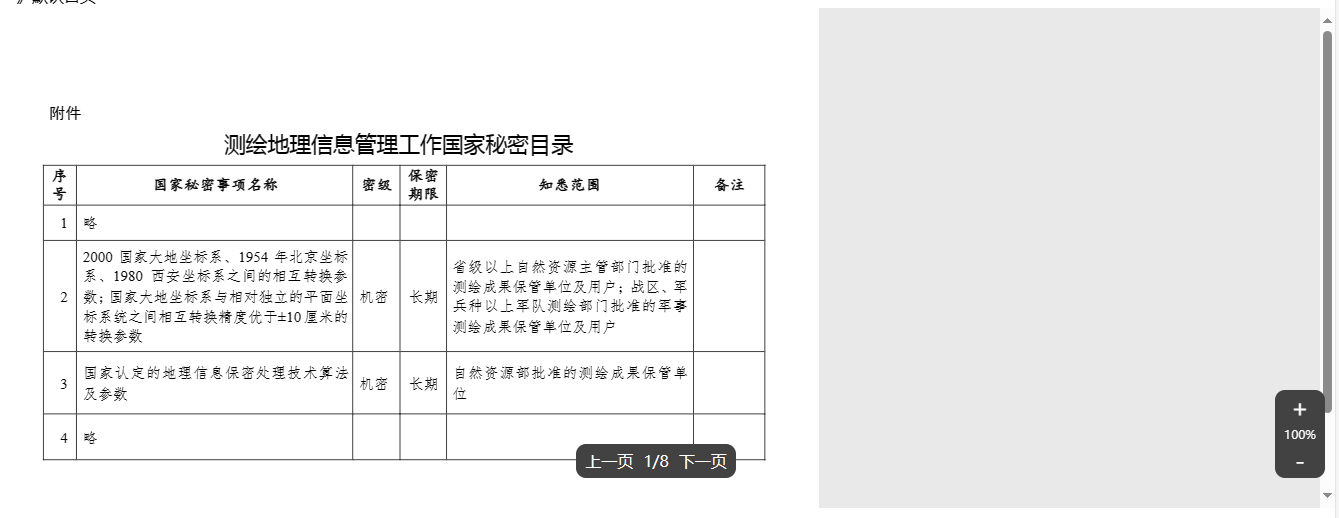 附件
测绘地理信息管理工作国家秘密目录
序号 国家秘密事项名称 密级 保密期限 知悉范围 备注
1 略
2
2000 国家大地坐标系、1954 年北京坐标
系、1980 西安坐标系之间的相互转换参
数；国家大地坐标系与相对独立的平面坐
标系统之间相互转换精度优于±10 厘米的
转换参数
机密
长期
省级以上自然资源主管部门批准的
测绘成果保管单位及用户；战区、军
兵种以上军队测绘部门批准的军事
测绘成果保管单位及用户
3
国家认定的地理信息保密处理技术算法
及参数
机密
长期
自然资源部批准的测绘成果保管单
位
4 略
上一页 1/8 下一页
+
100%
-